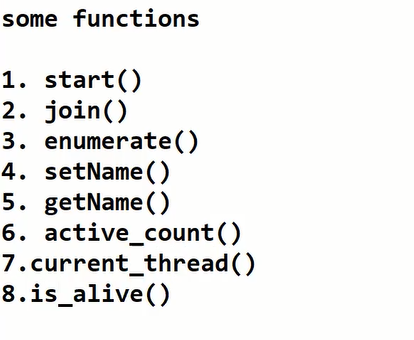 some functions
1. start()
2. join()
3. enumerate()
4. setName()
5. getName()
6. active_count()
7.current_thread()
8.is_alive()